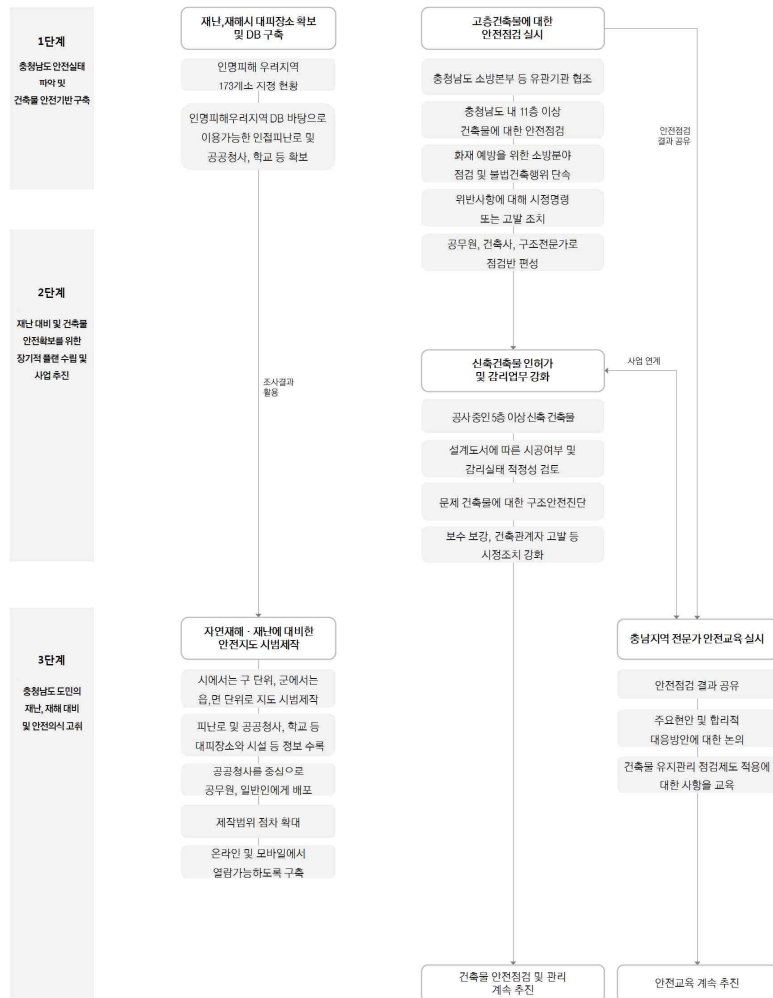 1단계
충청남도 안전실태
파악 및
건축물 안전기반 구축
재난,재해시 대피장소 확보
및 DB 구축
인명피해 우려지역
173개소 지정 현황
인명피해우려지역 DB 바탕으로
이용가능한 인접피난로 및
공공청사, 학교 등 확보
고층건축물에 대한
안전점검 실시
충청남도 소방본부 등 유관기관 협조
충청남도 내 11층 이상
건축물에 대한 안전점검
화재 예방을 위한 소방분야
점검 및 불법건축행위 단속
위반사항에 대해 시정명령
또는 고발 조치
공무원, 건축사, 구조전문가로
점검반 편성
안전점검
결과 공유
2단계
재난 대비 및 건축물
안전확보를 위한
장기적 플랜 수립 및
사업 추진
조사결과
활용
신축건축물 인허가
및 감리업무 강화
사업 연계
공사 중인 5층 이상 신축 건축물
설계도서에 따른 시공여부 및
감리실태 적정성 검토
문제 건축물에 대한 구조안전진단
보수 보강, 건축관계자 고발 등
시정조치 강화
3단계
충청남도 도민의
재난, 재해 대비
및 안전의식 고취
자연재해 · 재난에 대비한
안전지도 시범제작
시에서는 구 단위, 군에서는
읍,면 단위로 지도 시범제작
피난로 및 공공청사, 학교 등
대피장소와 시설 등 정보 수록
공공청사를 중심으로
공무원, 일반인에게 배포
제작범위 점차 확대
온라인 및 모바일에서
열람가능하도록 구축
충남지역 전문가 안전교육 실시
안전점검 결과 공유
주요현안 및 합리적
대응방안에 대한 논의
건축물 유지관리 점검제도 적용에
대한 사항을 교육
건축물 안전점검 및 관리
계속 추진
안전교육 계속 추진